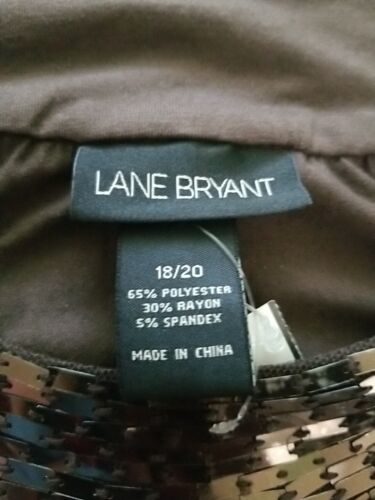 LANE BRYANT
18/20
65% POLYESTER
30% RAYON
5% SPANDEX
MADE IN CHINA